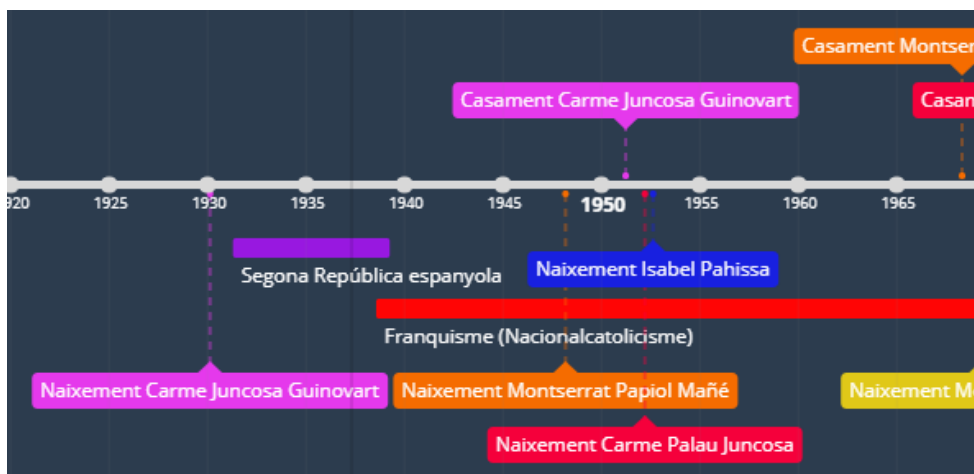 Casament Montser
Casament Carme Juncosa Guinovart
Casam
1920 1925 1930 1935 1940 1945 1950 1955 1960 1965
Naixement Isabel Pahissa
Segona República espanyola
Franquisme (Nacionalcatolicisme)
Naixement Carme Juncosa Guinovart
Naixement Montserrat Papiol Mañé
Naixement M
Naixement Carme Palau Juncosa